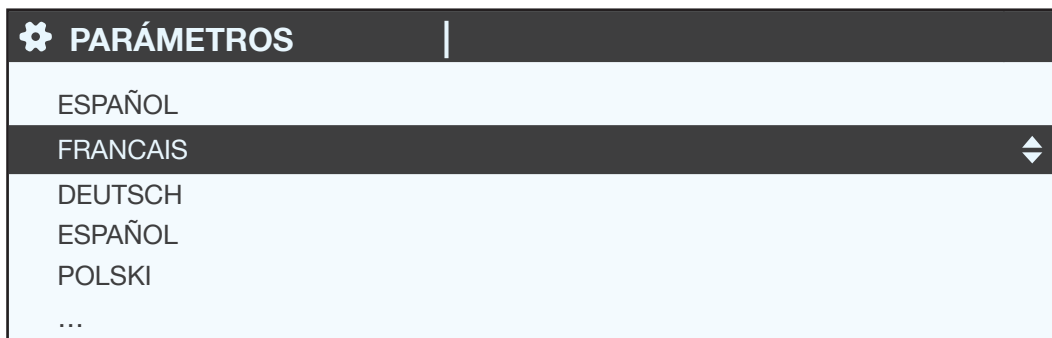 PARÁMETROS
ESPAÑOL
FRANCAIS
DEUTSCH
ESPAÑOL
POLSKI
...